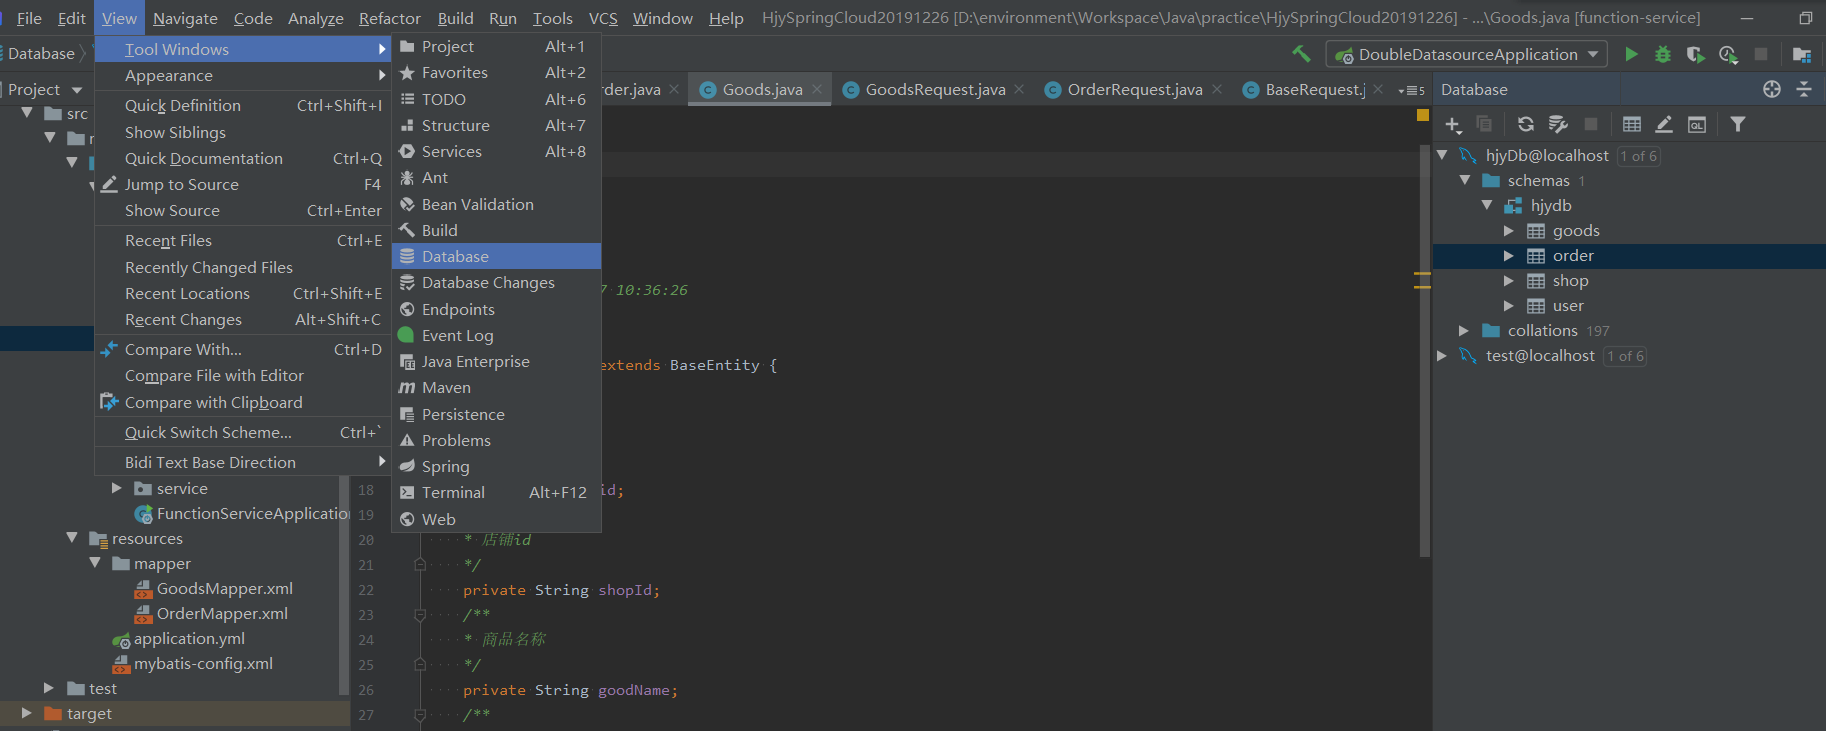 File Edit View Navigate Code Analyze Refactor Build Run Tools VCS Window Help HjySpringCloud20191226 [D:\environment\Workspace\Java\practice\HjySpringCloud20191226] - ...\Goods.java [function-service]
Database
DoubleDatasourceApplication
Project
src
Tool Windows
Appearance
Quick Definition Ctrl+Shift+I
Show Siblings
Quick Documentation Ctrl+Q
Jump to Source F4
Show Source Ctrl+Enter
Recent Files Ctrl+E
Recently Changed Files
Recent Locations Ctrl+Shift+E
Recent Changes Alt+Shift+C
Compare With... Ctrl+D
Compare File with Editor
Compare with Clipboard
Quick Switch Scheme... Ctrl+`
Bidi Text Base Direction
Project Alt+1
Favorites Alt+2
TODO Alt+6
Structure Alt+7
Services Alt+8
Ant
Bean Validation
Build
Database
Database Changes
Endpoints
Event Log
Java Enterprise
Maven
Persistence
Problems
Spring
Terminal Alt+F12
Web
service
FunctionServiceApplication
resources
mapper
GoodsMapper.xml
OrderMapper.xml
application.yml
mybatis-config.xml
test
target
rder.java Goods.java GoodsRequest.java OrderRequest.java BaseRequest.j 5
7 10:36:26
extends BaseEntity {
18 id;
19
20 * 店铺id
21 */
22 private String shopId;
23 /**
24 * 商品名称
25 */
26 private String goodName;
27 /**
Database
QL
hjyDb@localhost 1 of 6
schemas 1
hjydb
goods
order
shop
user
collations 197
test@localhost 1 of 6